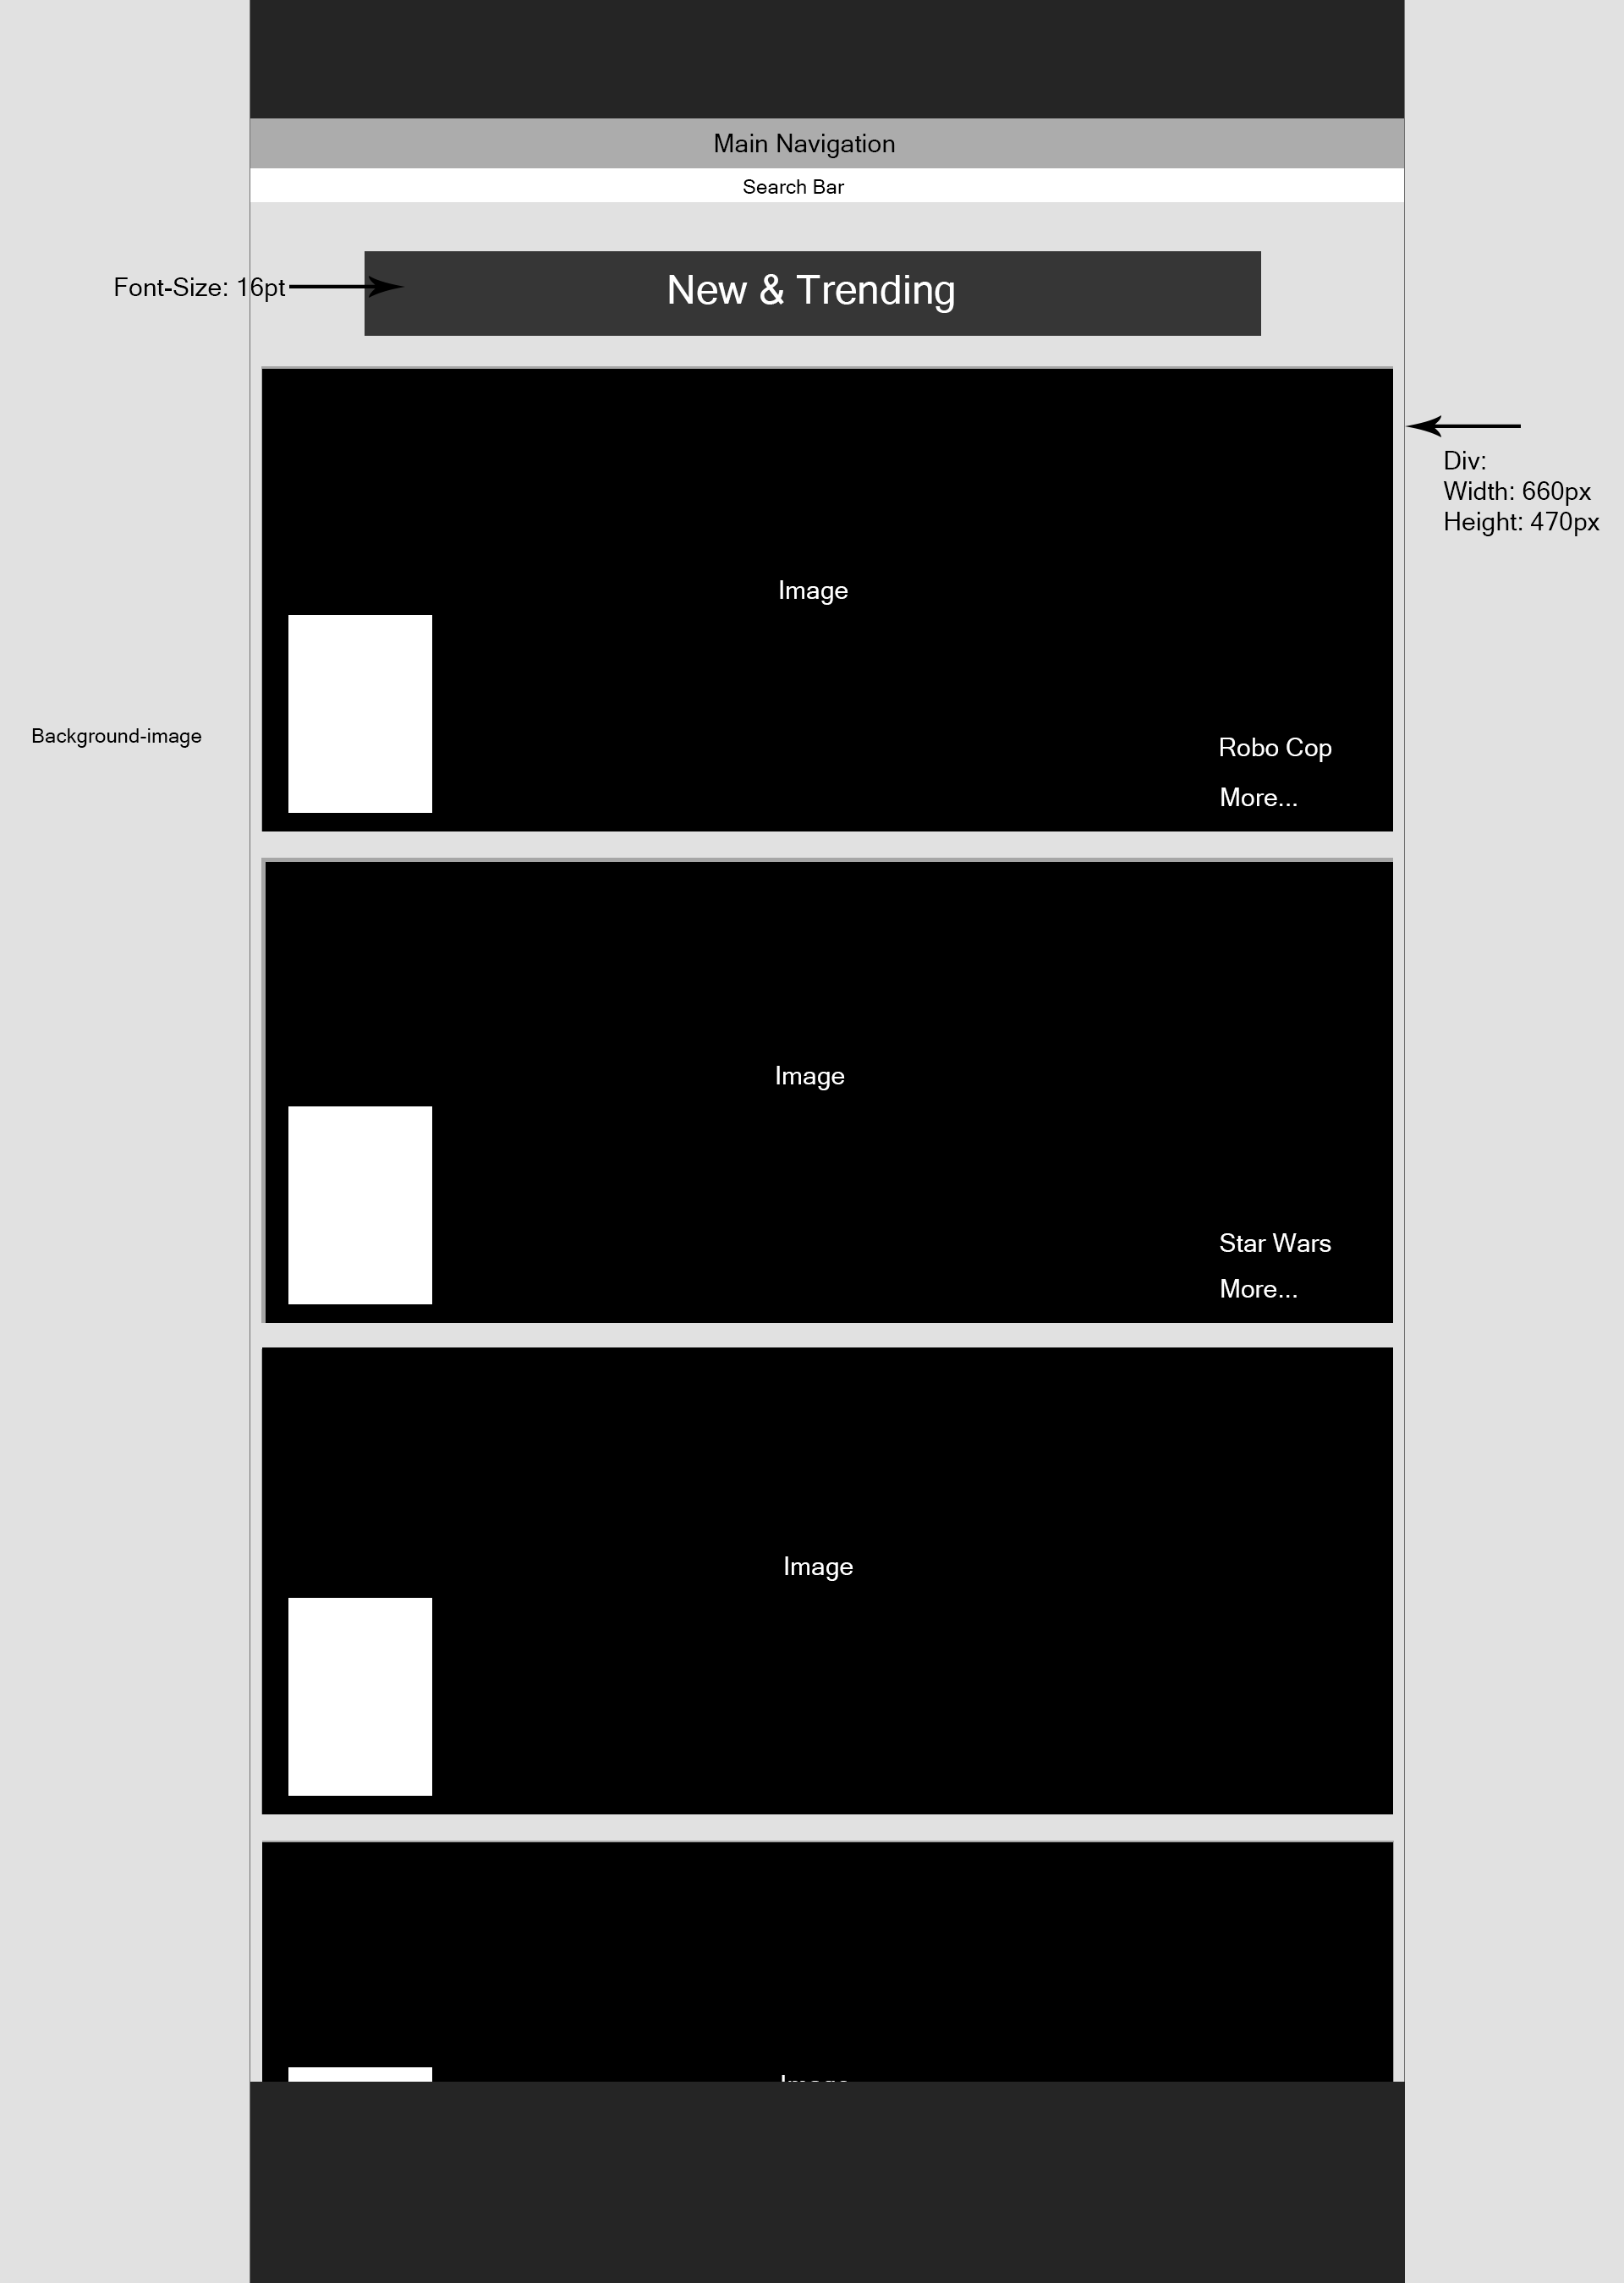 Main Navigation
Search Bar
Font-Size: 16pt
New & Trending
Div:
Width: 660px
Height: 470px
Image
Background-image
Robo Cop
More...
Image
Star Wars
More...
Image
Image